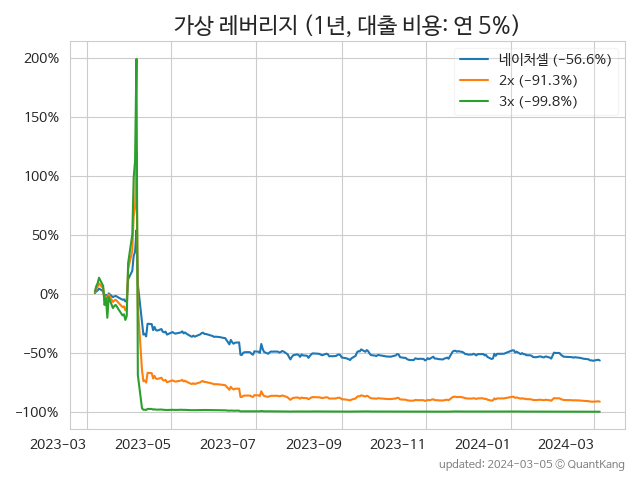 가상 레버리지 (1년, 대출 비용: 연 5%)
네이처셀 (-56.6%)
2x (-91.3%)
3x (-99.8%)
200%
150%
100%
50%
0%
-50%
-100%
2023-03 2023-05 2023-07 2023-09 2023-11 2024-01 2024-03
updated: 2024-03-05 © QuantKang